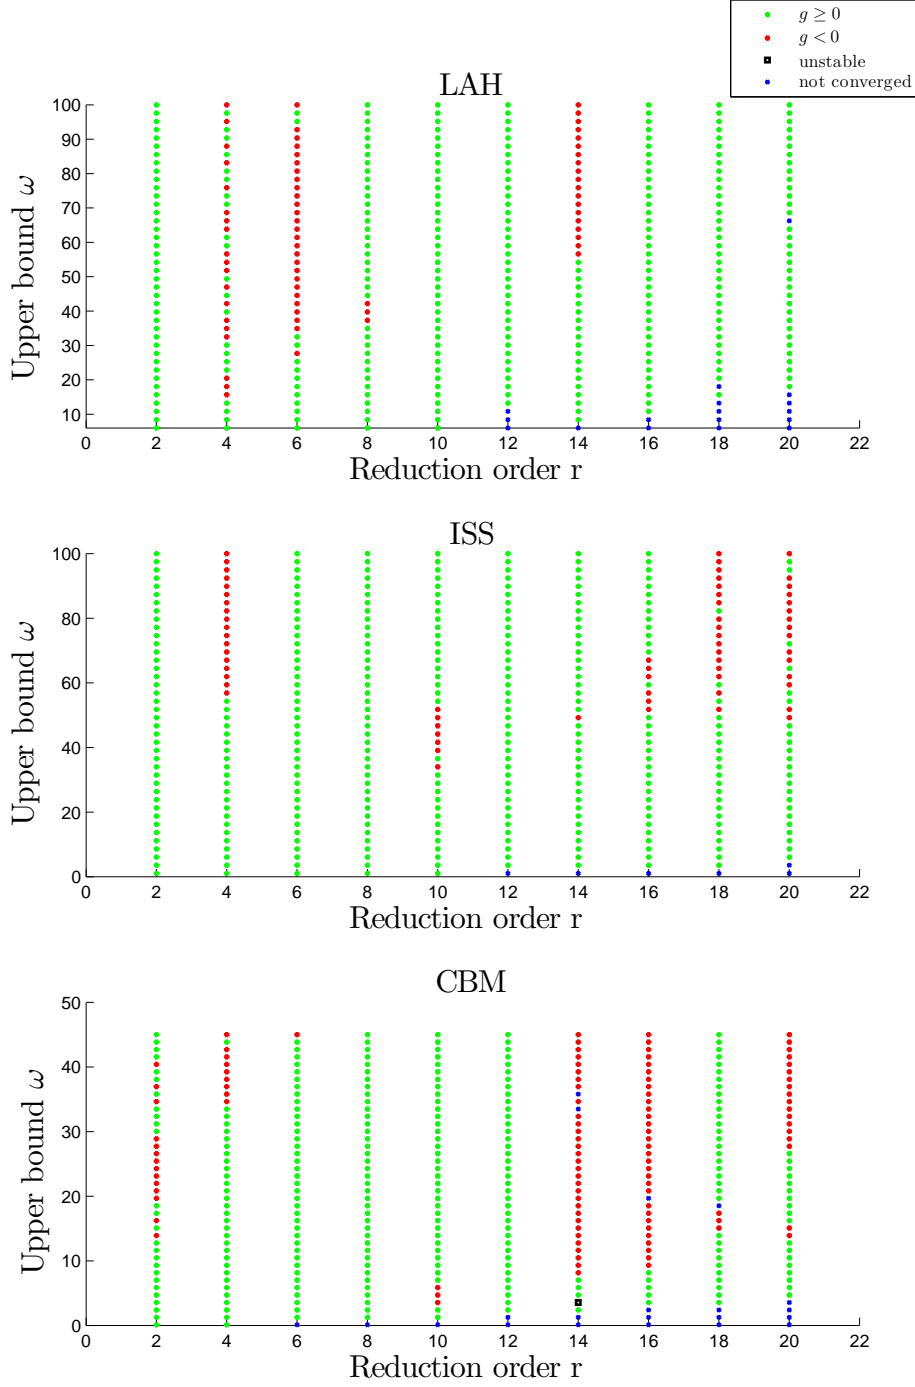 g ≥ 0
g < 0
unstable
not converged
LAH
100
90
80
70
60
50
40
30
20
10
Upper bound ω
0 2 4 6 8 10 12 14 16 18 20 22
Reduction order r
ISS
100
80
60
40
20
0
Upper bound ω
0 2 4 6 8 10 12 14 16 18 20 22
Reduction order r
CBM
50
40
30
20
10
0
Upper bound ω
0 2 4 6 8 10 12 14 16 18 20 22
Reduction order r